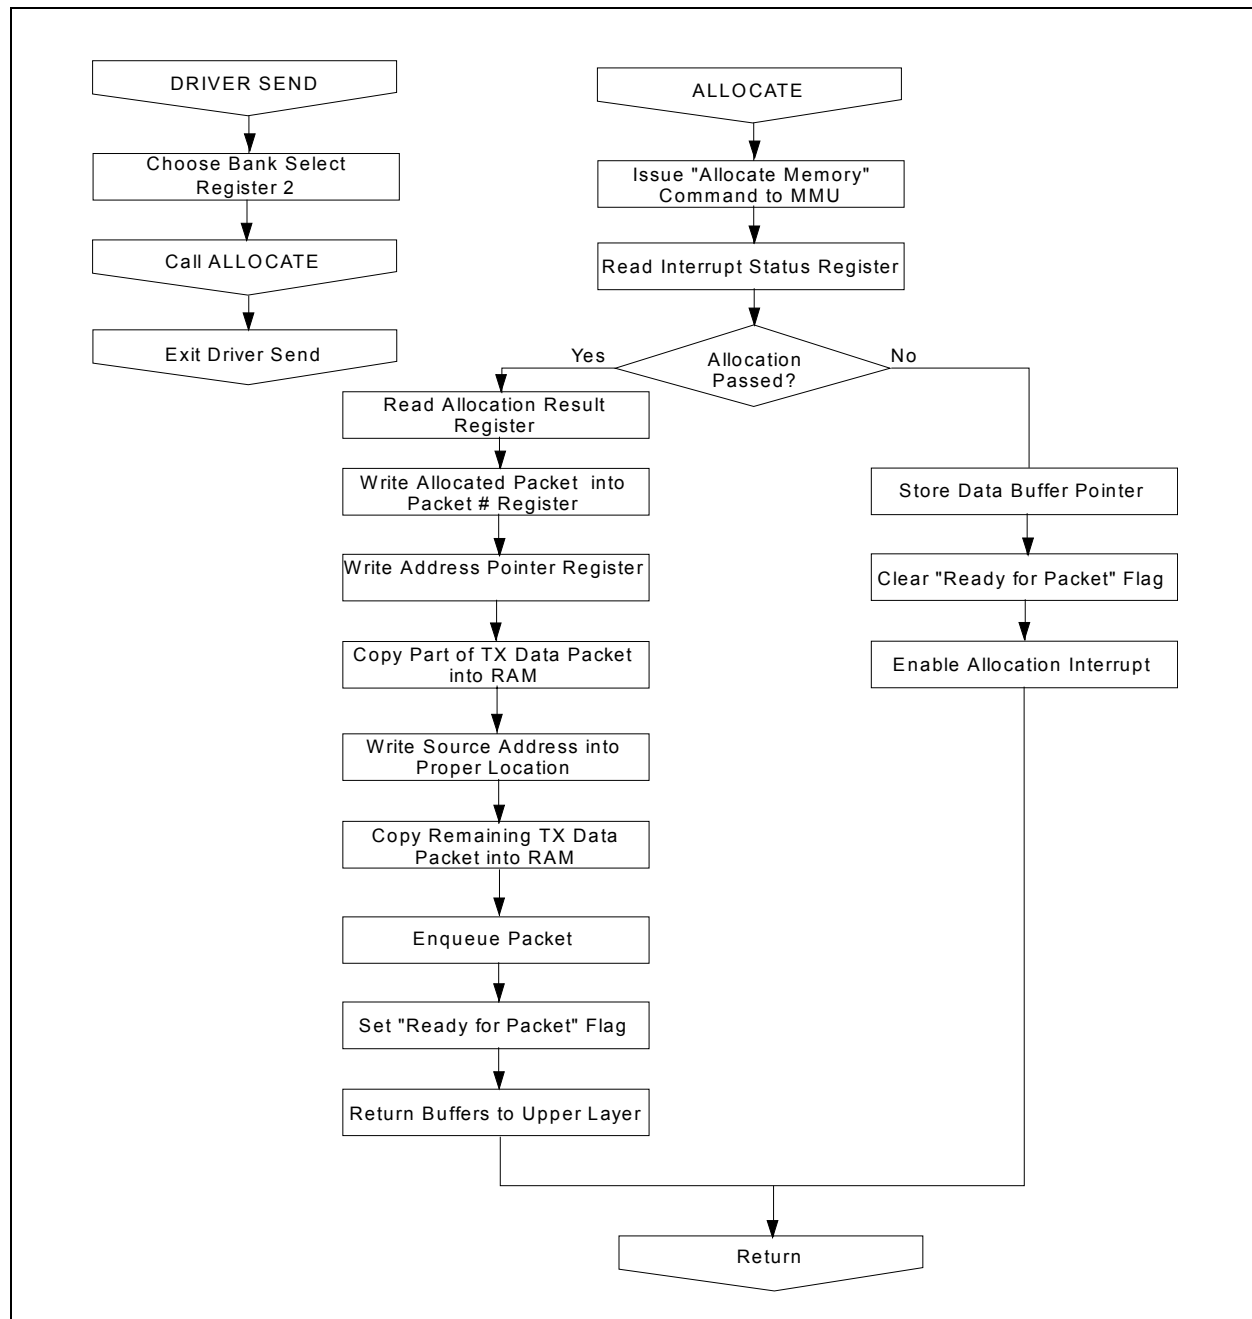 DRIVER SEND
Choose Bank Select
Register 2
Call ALLOCATE
Exit Driver Send
ALLOCATE
Issue "Allocate Memory"
Command to MMU
Read Interrupt Status Register
Allocation
Passed?
Yes
No
Read Allocation Result
Register
Write Allocated Packet into
Packet # Register
Write Address Pointer Register
Copy Part of TX Data Packet
into RAM
Write Source Address into
Proper Location
Copy Remaining TX Data
Packet into RAM
Enqueue Packet
Set "Ready for Packet" Flag
Return Buffers to Upper Layer
Store Data Buffer Pointer
Clear "Ready for Packet" Flag
Enable Allocation Interrupt
Return